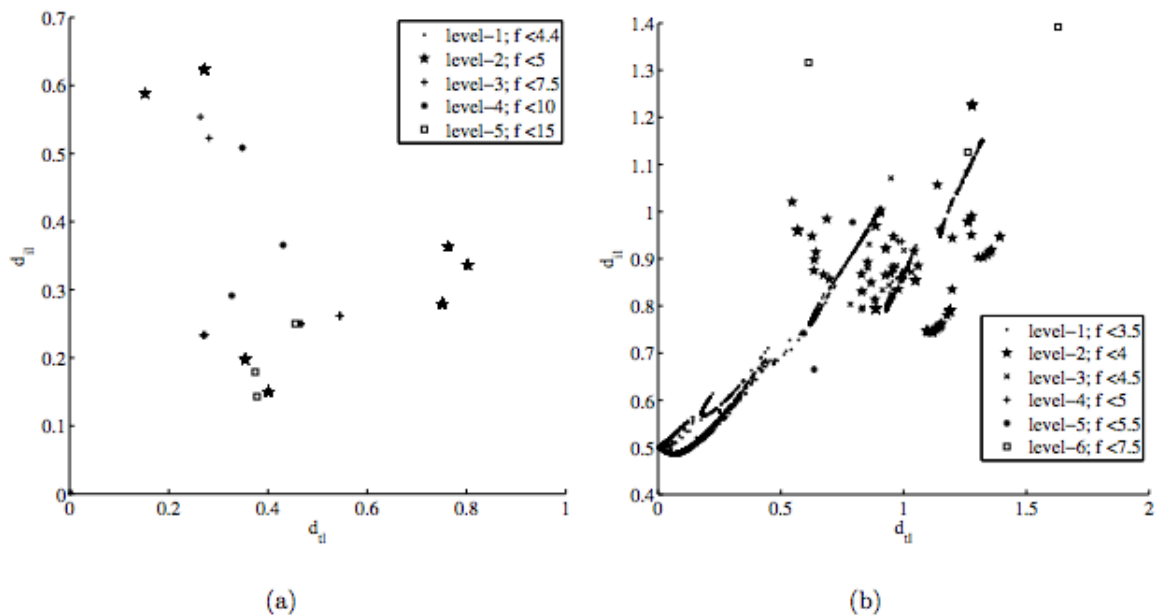 0.7
0.6
0.5
0.4
0.3
0.2
0.1
0
d_il
0
0.2
0.4
0.6
0.8
1
d_tl
level-1; f <4.4
level-2; f <5
level-3; f <7.5
level-4; f <10
level-5; f <15
(a)
1.4
1.3
1.2
1.1
1
0.9
0.8
0.7
0.6
0.5
0.4
d_il
0
0.5
1
1.5
2
d_tl
level-1; f <3.5
level-2; f <4
level-3; f <4.5
level-4; f <5
level-5; f <5.5
level-6; f <7.5
(b)